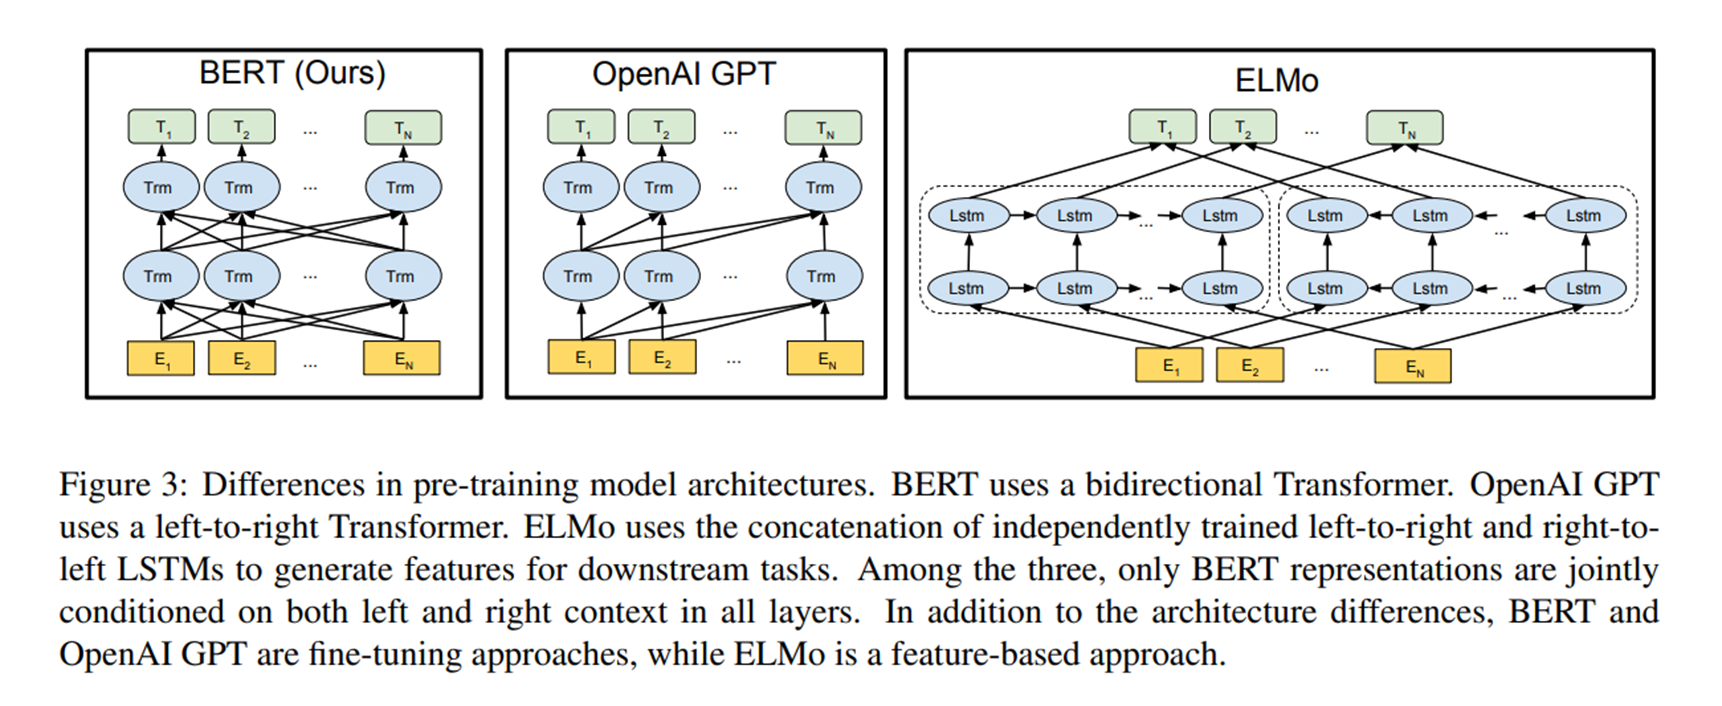 BERT (Ours)
T1 T2 ... TN
Trm Trm ... Trm
Trm Trm ... Trm
E1 E2 ... EN
OpenAI GPT
T1 T2 ... TN
Trm Trm ... Trm
Trm Trm ... Trm
E1 E2 ... EN
ELMo
T1 T2 ... TN
Lstm Lstm ... Lstm Lstm Lstm ... Lstm
Lstm Lstm ... Lstm Lstm Lstm ... Lstm
E1 E2 ... EN
Figure 3: Differences in pre-training model architectures. BERT uses a bidirectional Transformer. OpenAI GPT
uses a left-to-right Transformer. ELMo uses the concatenation of independently trained left-to-right and right-to-
left LSTMs to generate features for downstream tasks. Among the three, only BERT representations are jointly
conditioned on both left and right context in all layers. In addition to the architecture differences, BERT and
OpenAI GPT are fine-tuning approaches, while ELMo is a feature-based approach.